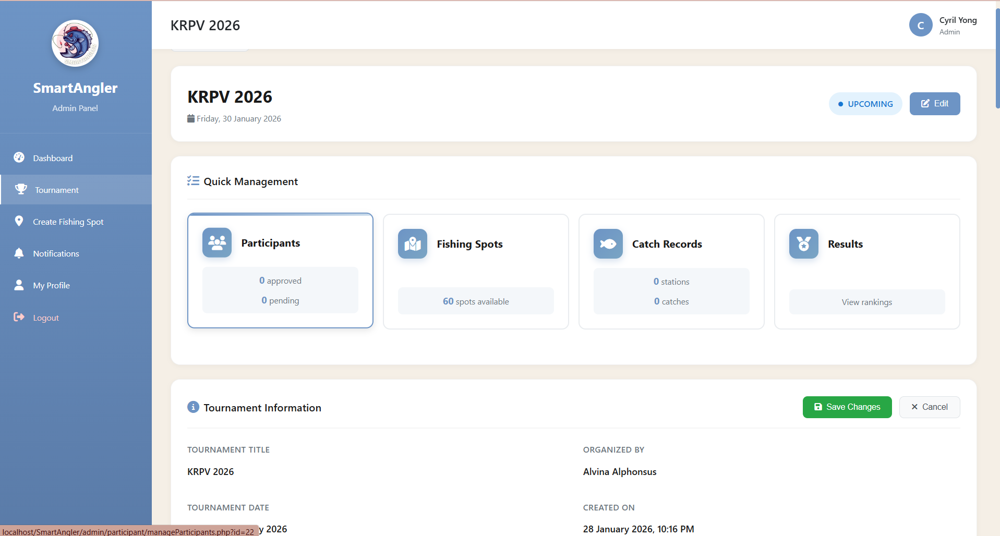 SMARTANGLER
SmartAngler
Admin Panel
Dashboard
Tournament
Create Fishing Spot
Notifications
My Profile
Logout
KRPV 2026
C
Cyril Yong
Admin
KRPV 2026
Friday, 30 January 2026
UPCOMING
Edit
Quick Management
Participants
0 approved
0 pending
Fishing Spots
60 spots available
Catch Records
0 stations
0 catches
Results
View rankings
Tournament Information
Save Changes
Cancel
TOURNAMENT TITLE
KRPV 2026
ORGANIZED BY
Alvina Alphonsus
TOURNAMENT DATE
y 2026
CREATED ON
28 January 2026, 10:16 PM
localhost/SmartAngler/admin/participant/manageParticipants.php?id=22